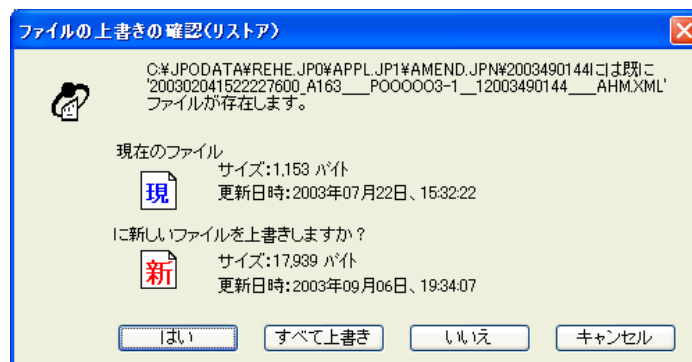 ファイルの上書きの確認(リストア)
C:¥JPODATA¥REHE.JP0¥APPL.JP1¥AMEND.JPN¥2003490144には既に
'200302041522227600_A163___POOOOO3-1__12003490144___AHM.XML'
ファイルが存在します。
現在のファイル
サイズ:1,153 バイト
現
更新日時:2003年07月22日、15:32:22
に新しいファイルを上書きしますか?
サイズ:17,939 バイト
新
更新日時:2003年09月06日、19:34:07
はい すべて上書き いいえ キャンセル